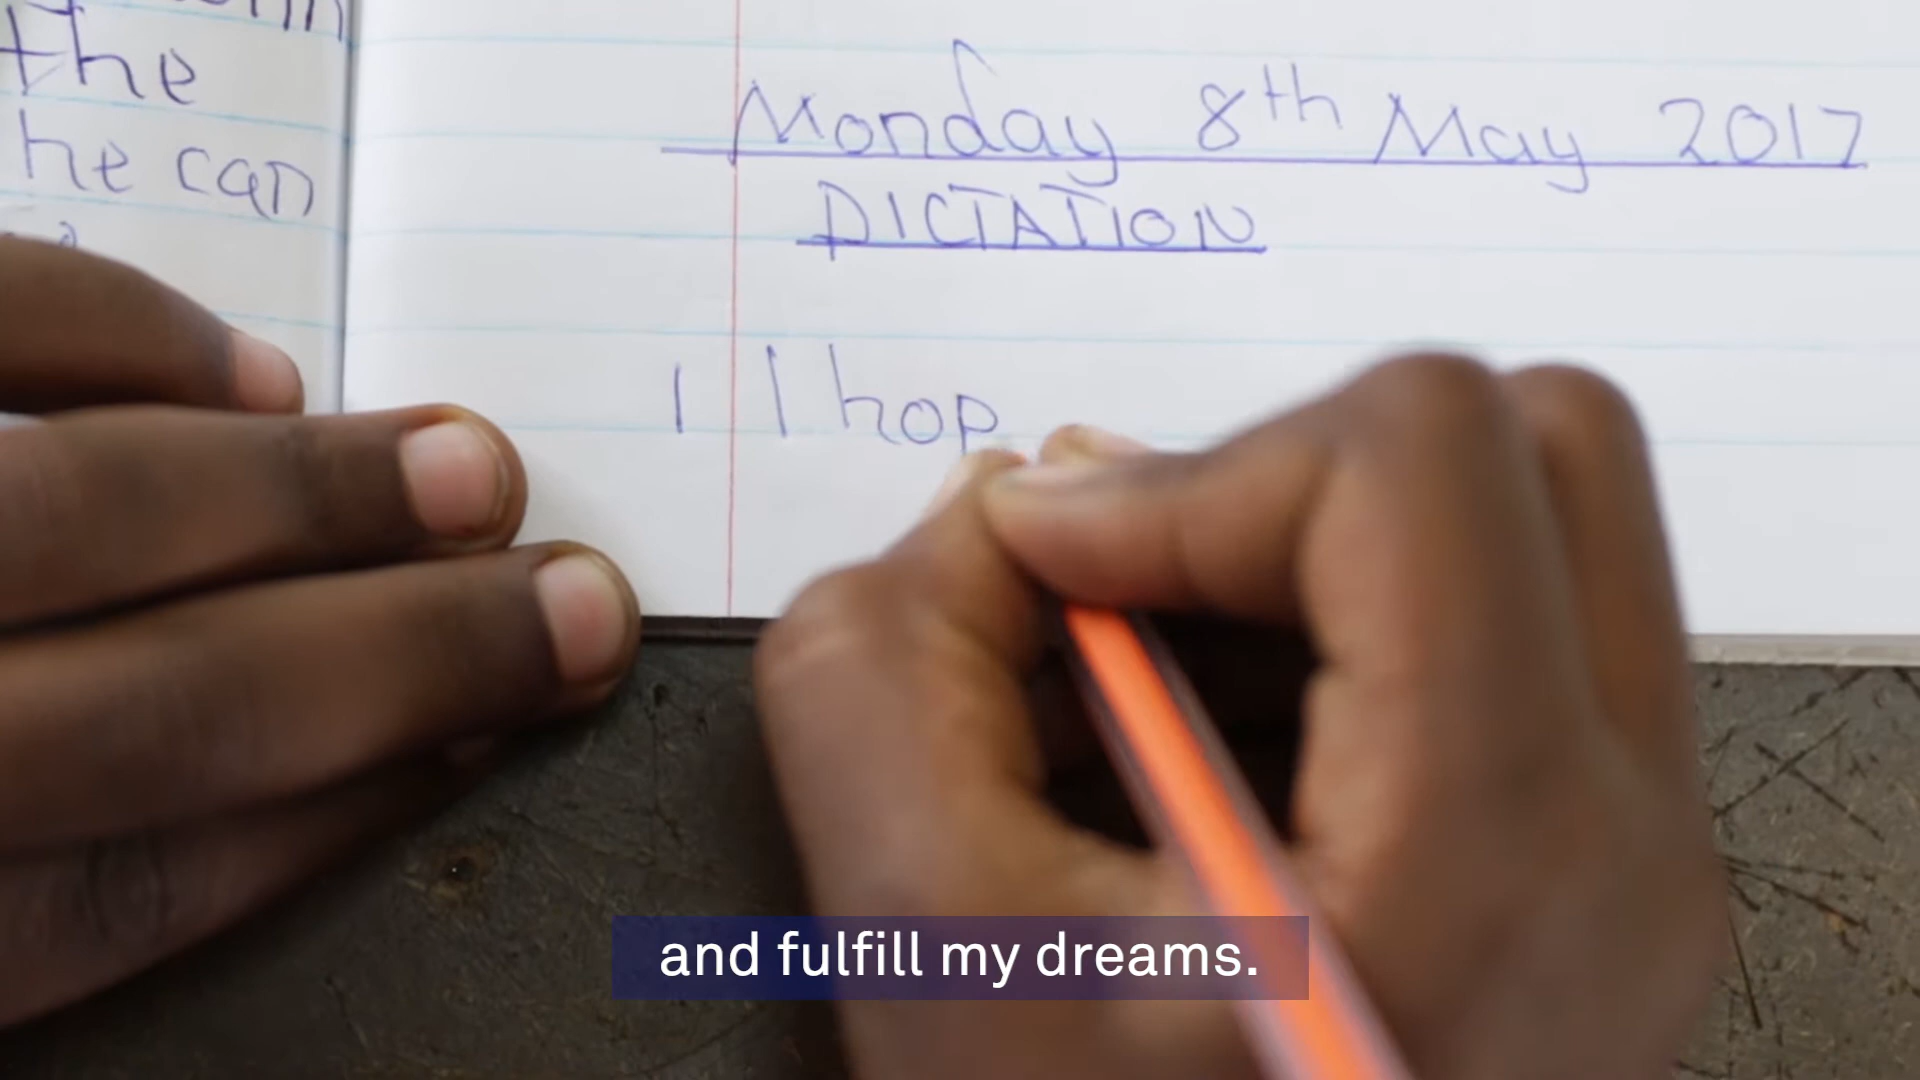 the
he can
Monday 8th May 2017
DICTATION
1 I hop
and fulfill my dreams.